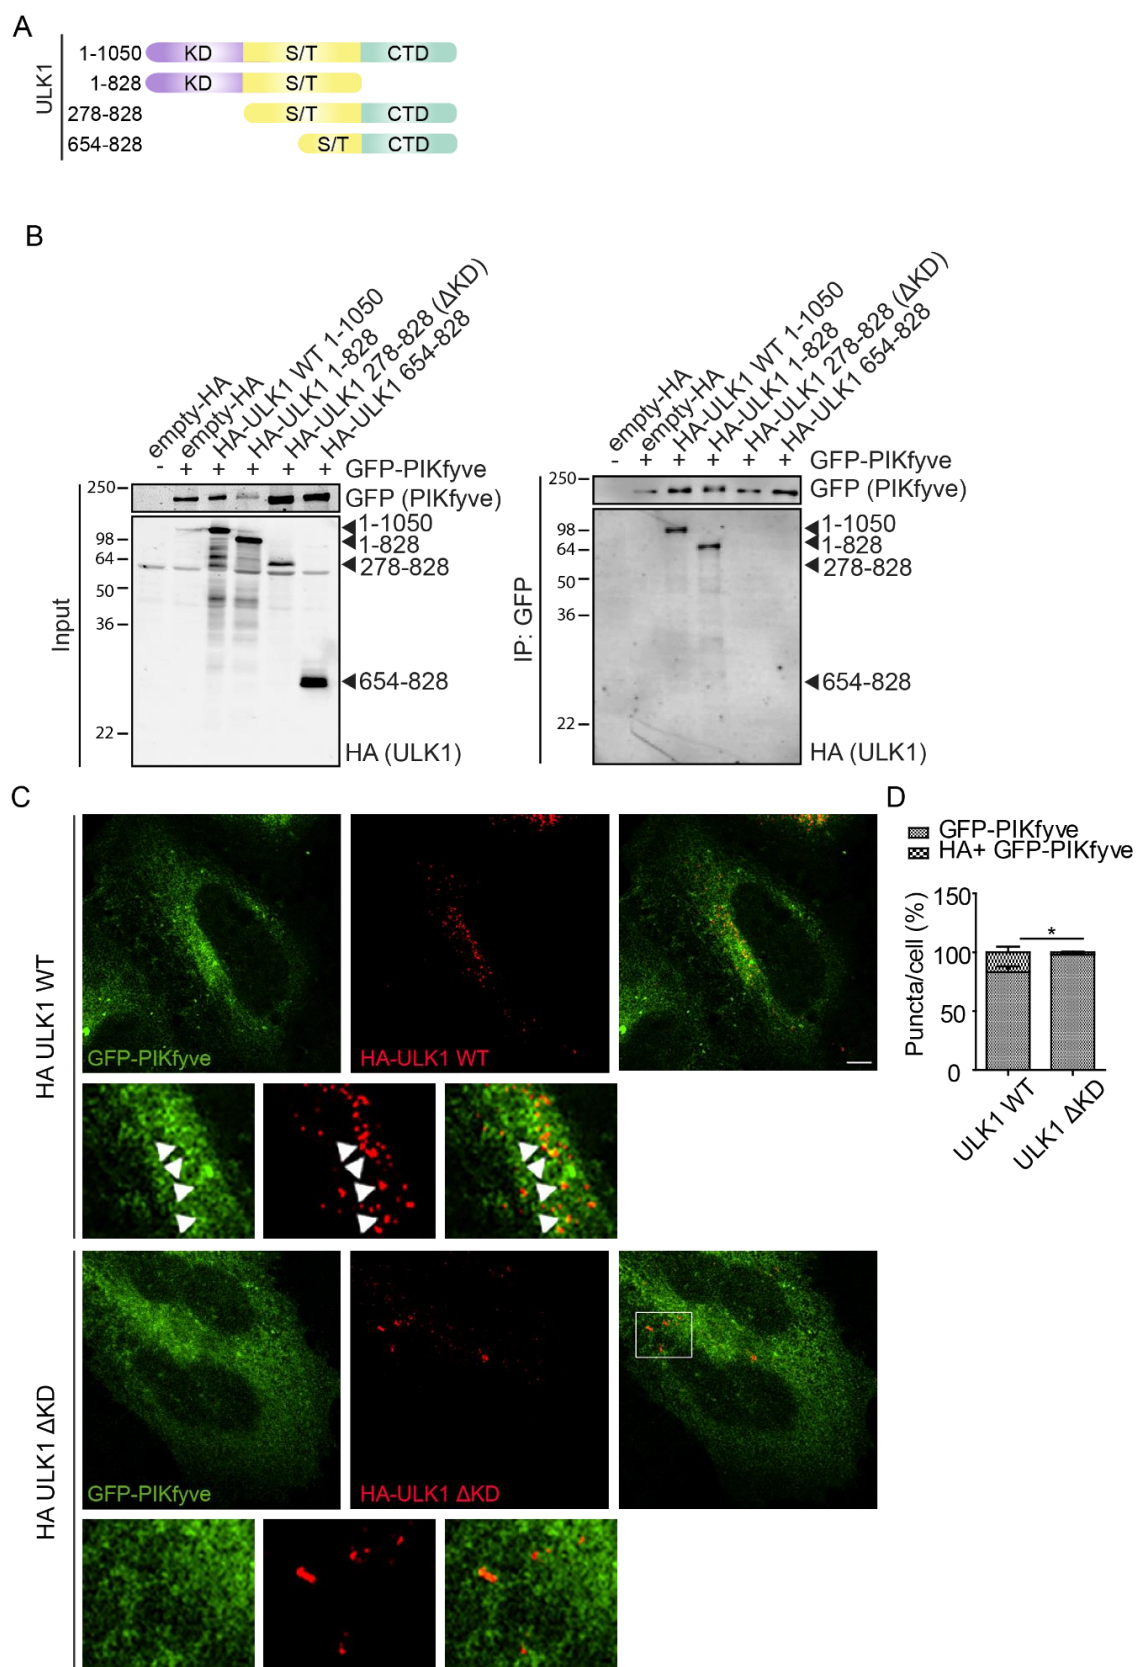 A
ULK1
1-1050 KD S/T CTD
1-828 KD S/T
278-828 S/T CTD
654-828 S/T CTD
B
empty-HA
empty-HA
HA-ULK1 WT 1-1050
HA-ULK1 1-828
HA-ULK1 278-828 (ΔKD)
HA-ULK1 654-828
- + + + + + GFP-PIKfyve
250
GFP (PIKfyve)
Input
98
64
50
36
22
1-1050
1-828
278-828
654-828
HA (ULK1)
empty-HA
empty-HA
HA-ULK1 WT 1-1050
HA-ULK1 1-828
HA-ULK1 278-828 (ΔKD)
HA-ULK1 654-828
- + + + + + GFP-PIKfyve
250
GFP (PIKfyve)
IP: GFP
98
64
50
36
22
1-1050
1-828
278-828
654-828
HA (ULK1)
C
HA ULK1 WT
GFP-PIKfyve
HA-ULK1 WT
HA ULK1 ΔKD
GFP-PIKfyve
HA-ULK1 ΔKD
D
GFP-PIKfyve
HA+ GFP-PIKfyve
Puncta/cell (%)
150
100
50
0
*
ULK1 WT
ULK1 ΔKD